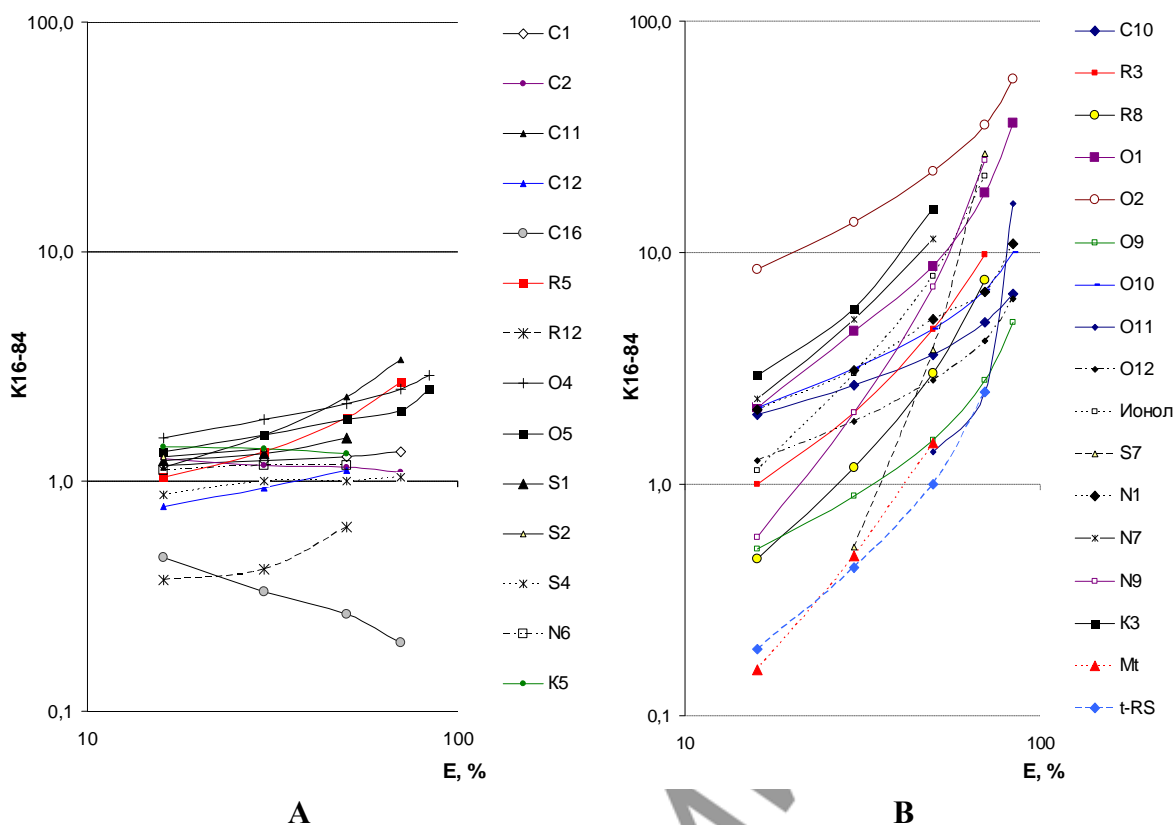 100,0
10,0
1,0
0,1
K16-84
10
100
E, %
C1
C2
C11
C12
C16
R5
R12
O4
O5
S1
S2
S4
N6
K5
A
100,0
10,0
1,0
0,1
K16-84
10
100
E, %
C10
R3
R8
O1
O2
O9
O10
O11
O12
Ионол
S7
N1
N7
N9
K3
Mt
t-RS
B